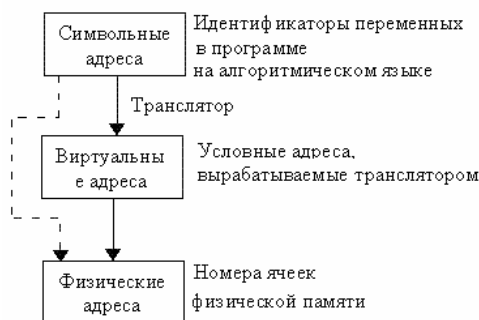 Символьные
адреса
Идентификаторы переменных
в программе
на алгоритмическом языке
Транслятор
Виртуальны
е адреса
Условные адреса,
вырабатываемые транслятором
Физические
адреса
Номера ячеек
физической памяти